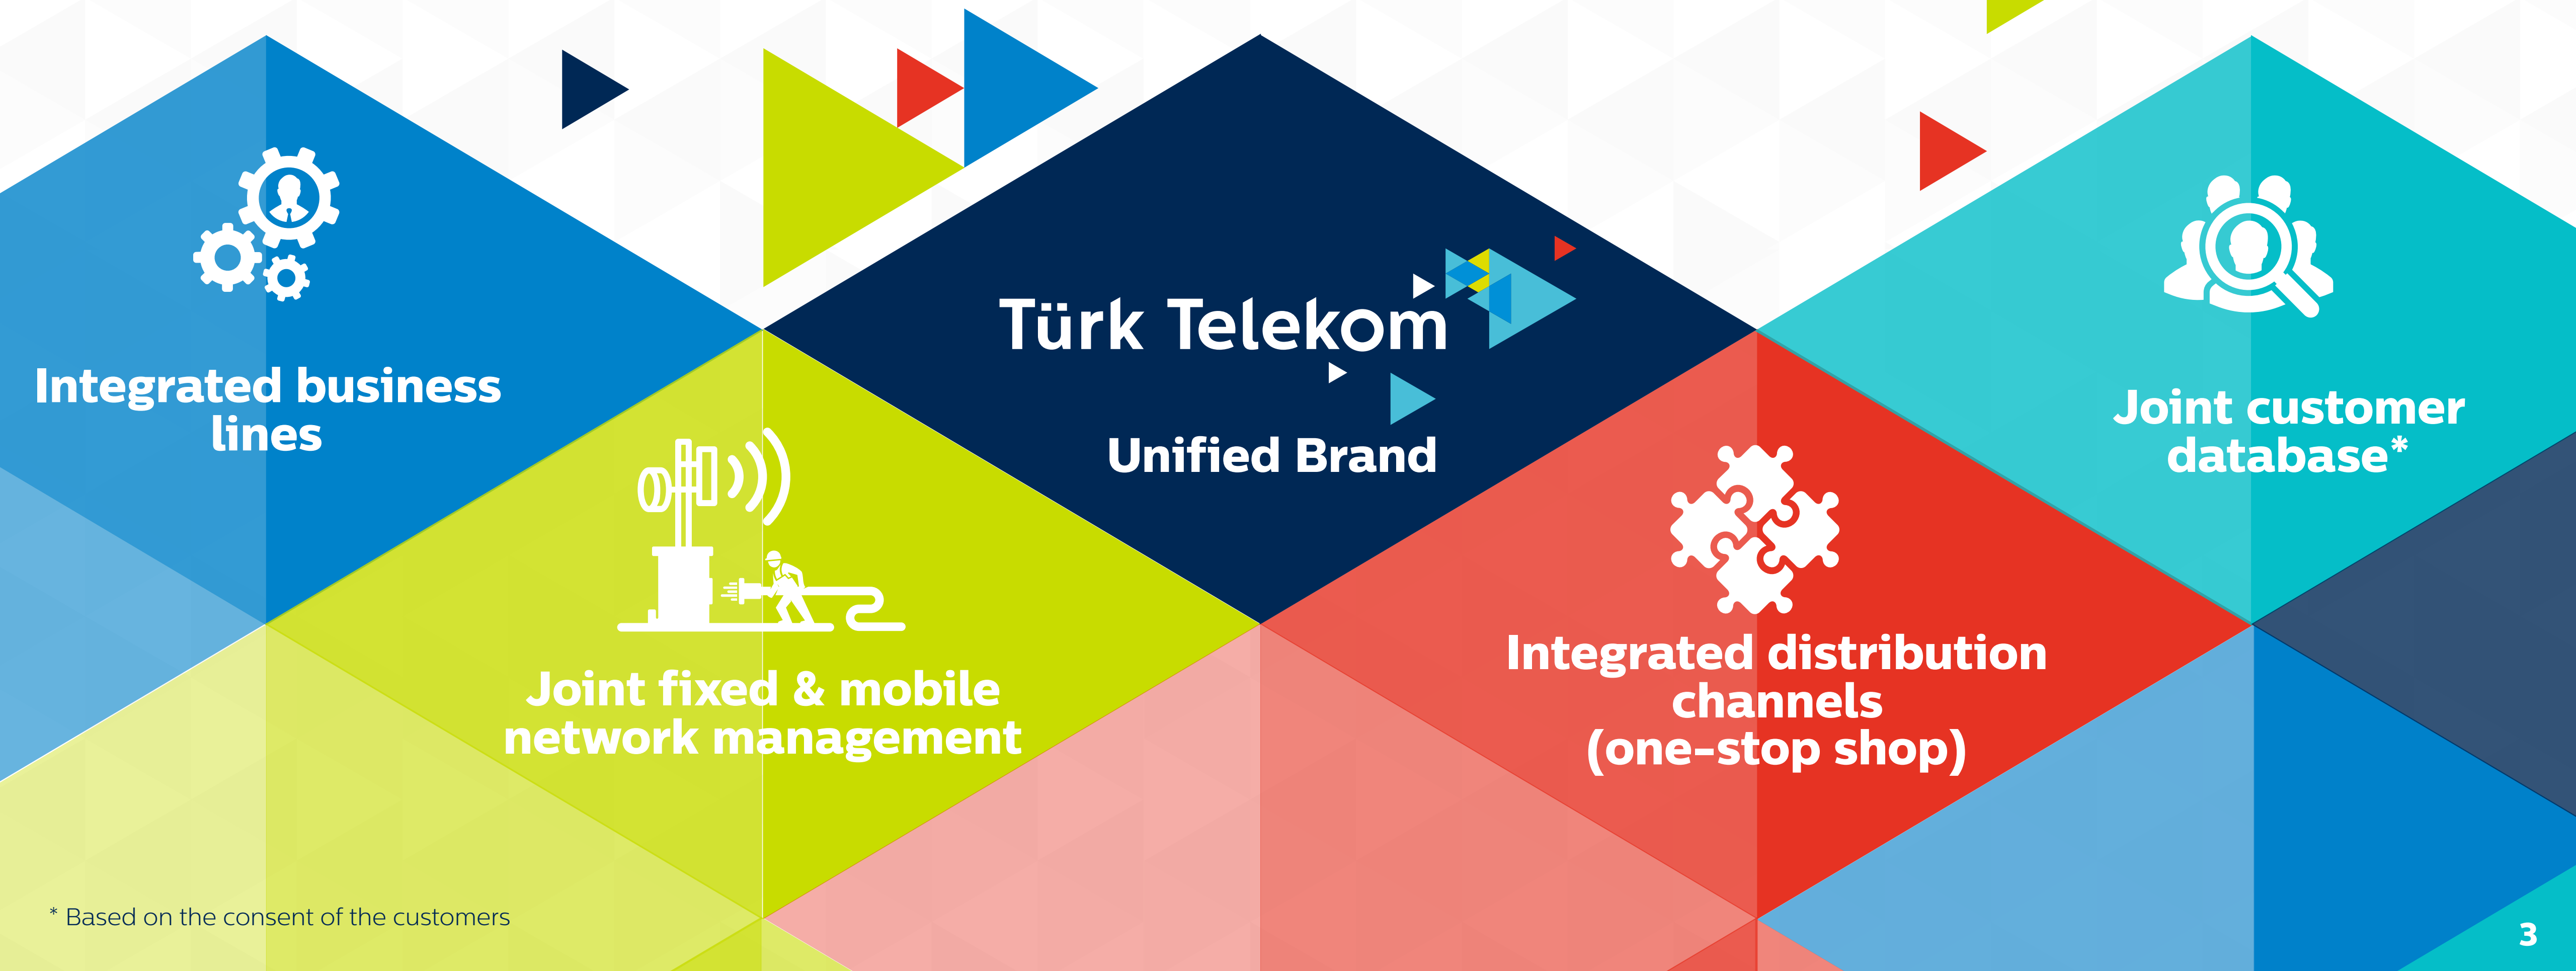 Integrated business
lines
Joint fixed & mobile
network management
Türk Telekom
Unified Brand
Integrated distribution
channels
(one-stop shop)
Joint customer
database*
* Based on the consent of the customers
3